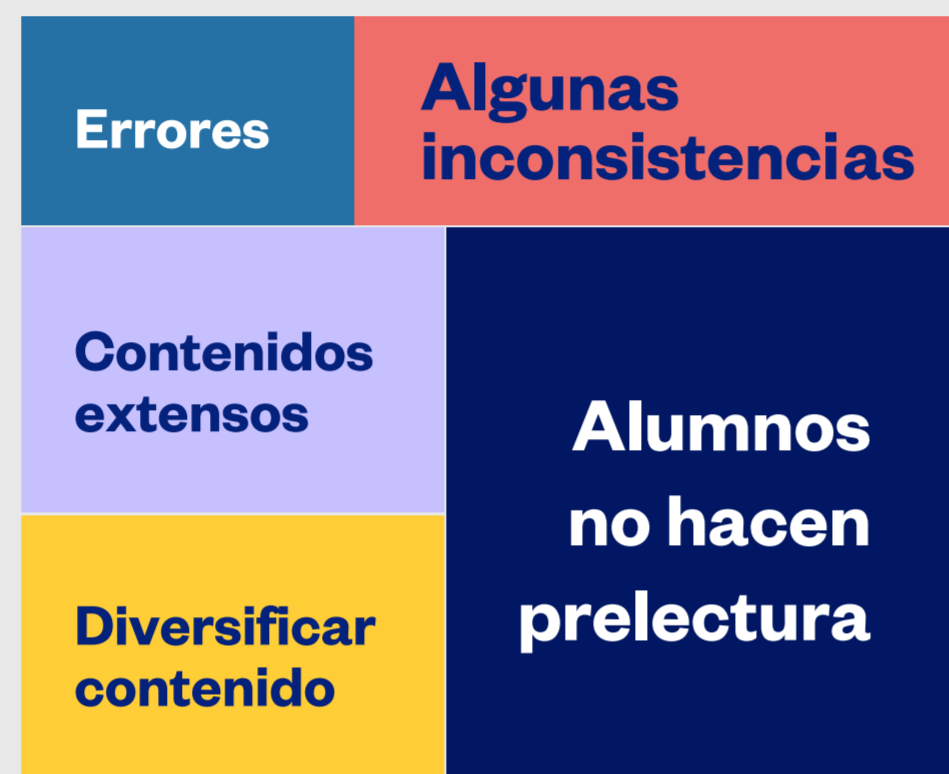 Errores
Algunas
inconsistencias
Contenidos
extensos
Alumnos
no hacen
prelectura
Diversificar
contenido